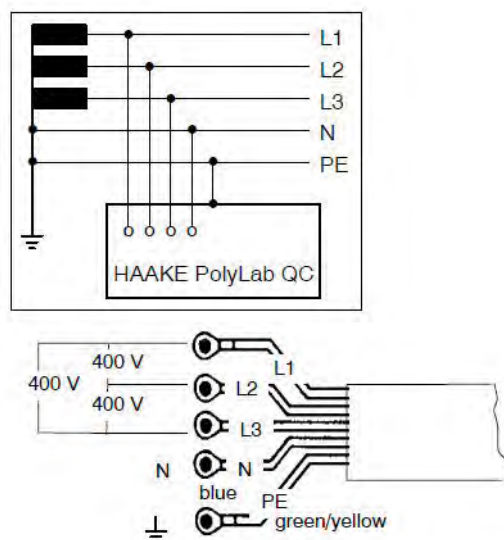 L1
L2
L3
N
PE
HAAKE PolyLab QC
400 V
L1
400 V
L2
400 V
L3
N
N
blue
PE
green/yellow